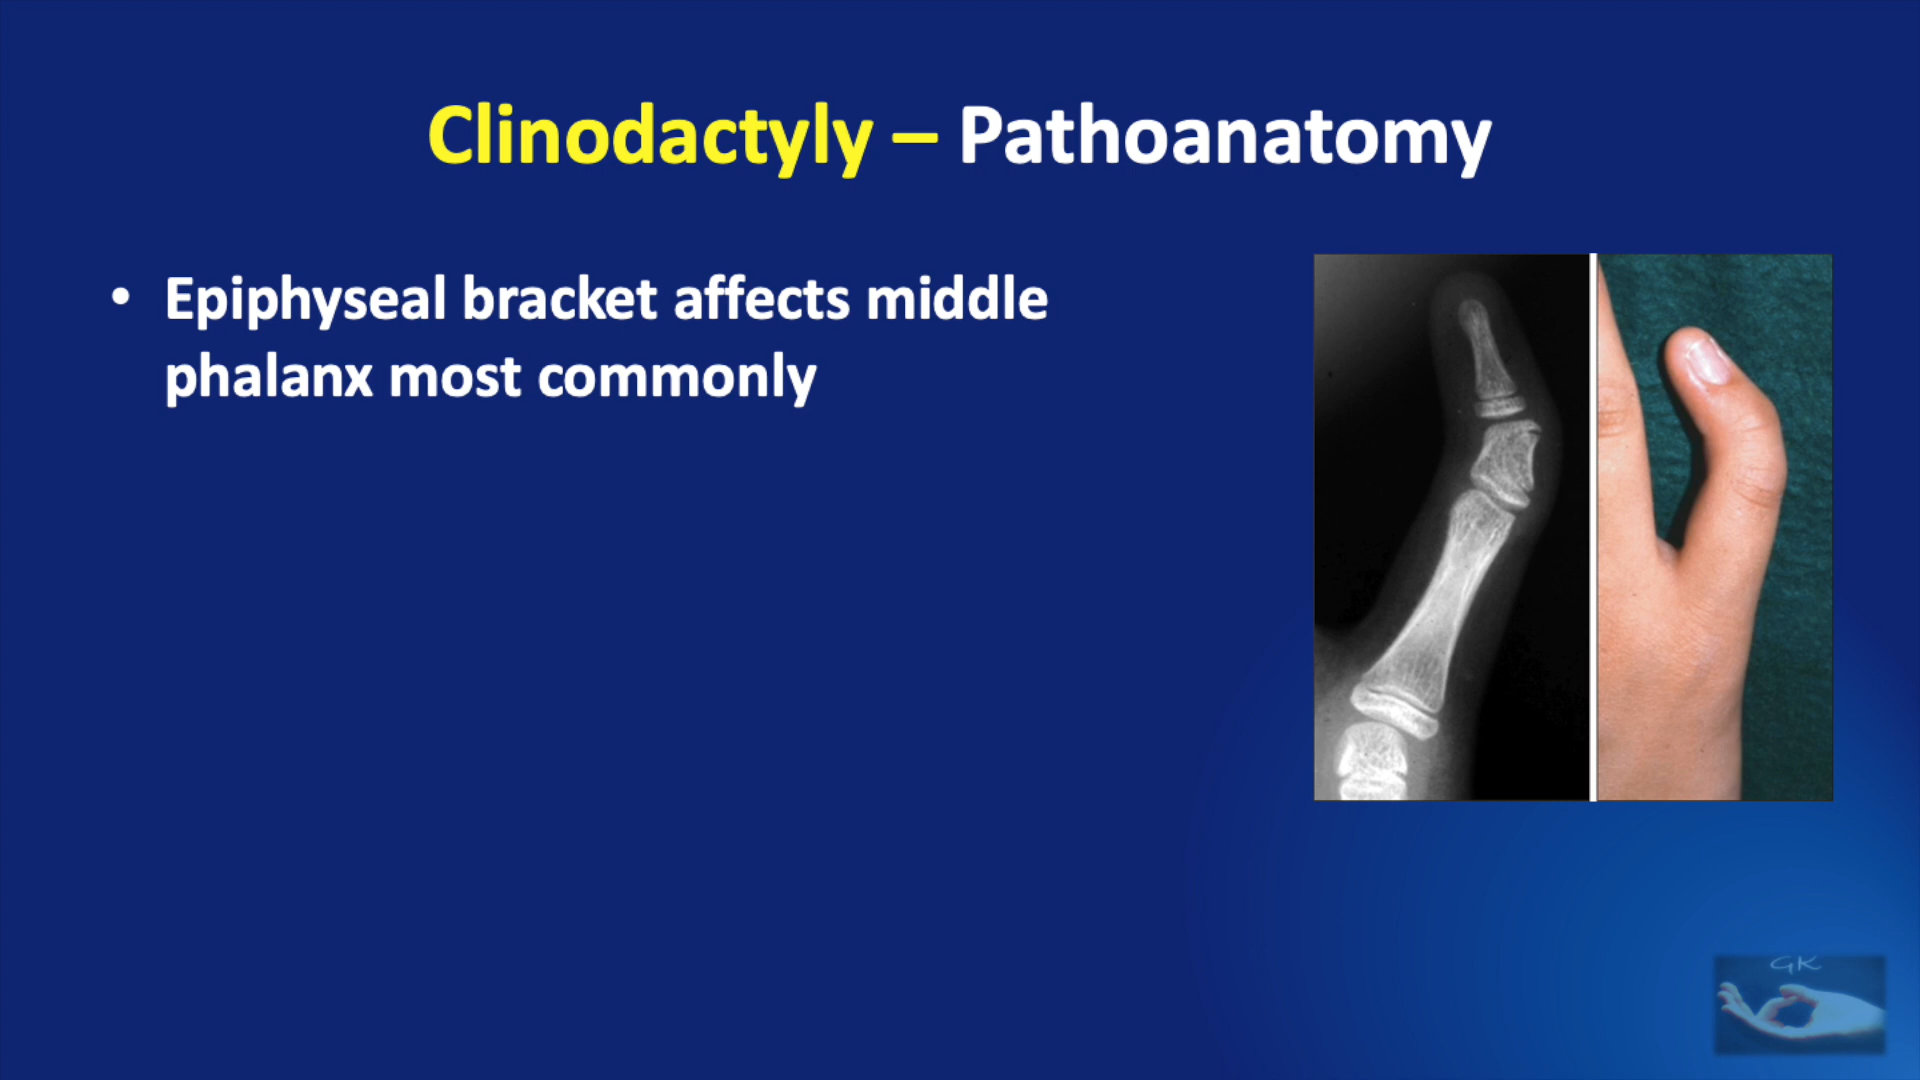 Clinodactyly – Pathoanatomy
• Epiphyseal bracket affects middle
phalanx most commonly
GK